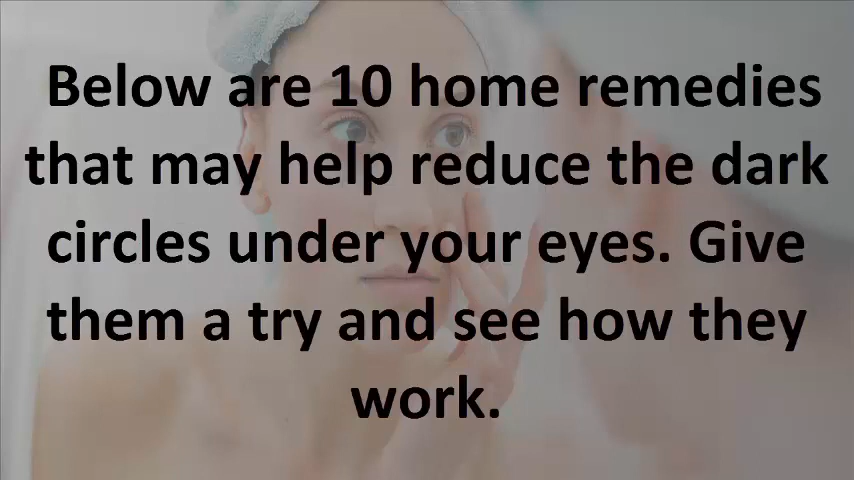 Below are 10 home remedies
that may help reduce the dark
circles under your eyes. Give
them a try and see how they
work.